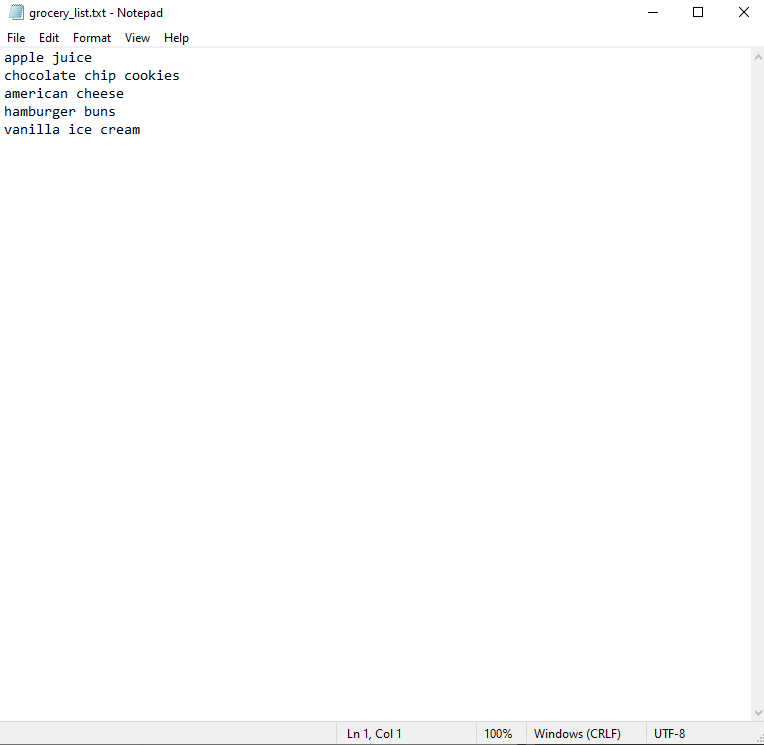 grocery_list.txt - Notepad
File Edit Format View Help
apple juice
chocolate chip cookies
american cheese
hamburger buns
vanilla ice cream
Ln 1, Col 1 100% Windows (CRLF) UTF-8